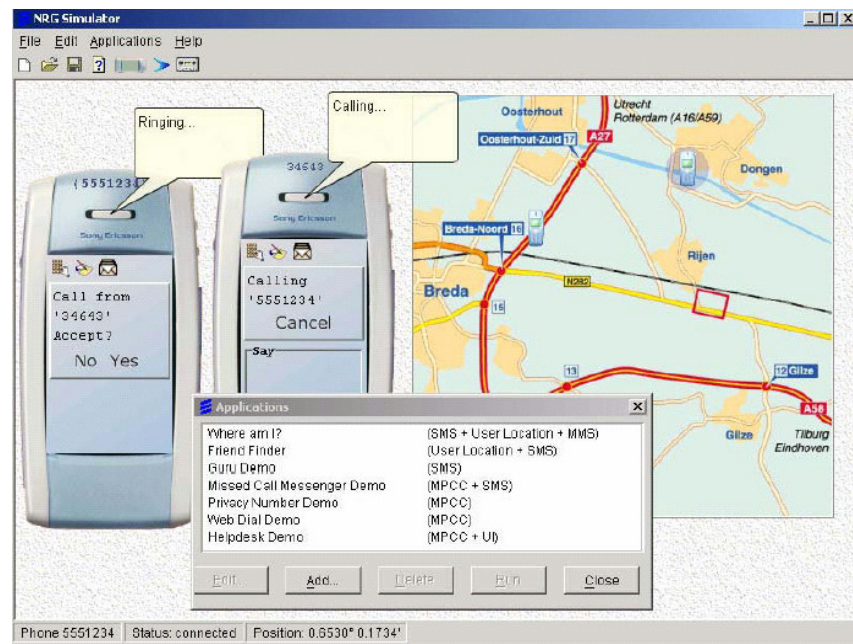 NRG Simulator
File Edit Applications Help
Ringing...
Calling...
(5551234
34643
Sony Ericsson
Sony Ericsson
Call from
'34643'
Accept?
No Yes
Calling
'5551234'
Cancel
Say
Utrecht
Rotterdam (A16/A59)
Oosterhout
A27
Oosterhout-Zuid 17
Dongen
Breda-Noord 16
Rijen
Breda
N282
15
13
12 Gilze
A58
Gilze
Tilburg
Eindhoven
Applications
Where am I? (SMS + User Location + MMS)
Friend Finder (User Location + SMS)
Guru Demo (SMS)
Missed Call Messenger Demo (MPCC + SMS)
Privacy Number Demo (MPCC)
Web Dial Demo (MPCC)
Helpdesk Demo (MPCC + UI)
Edit... Add... Delete Run Close
Phone 5551234 Status: connected Position: 0.6530° 0.1734'